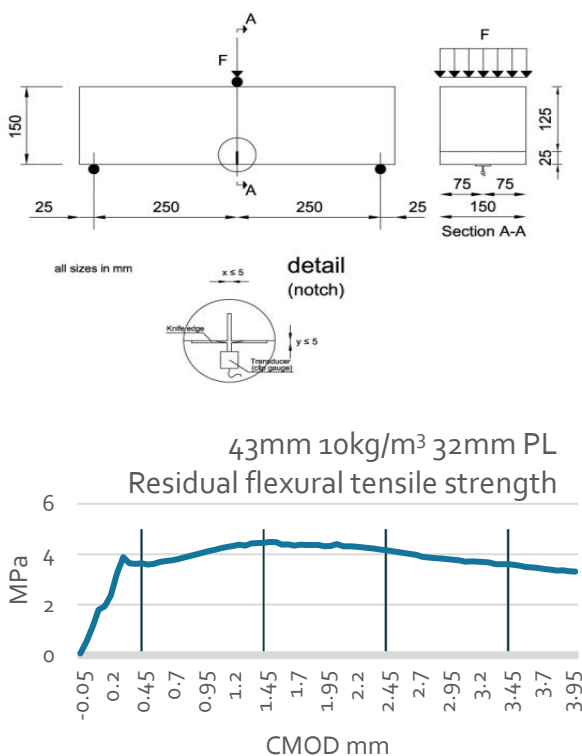 A
F
150
A
25
250
250
25
F
125
25
75
75
150
Section A-A
all sizes in mm
detail
(notch)
x ≤ 5
Knife edge
y ≤ 5
Transducer
(clip gauge)
43mm 10kg/m³ 32mm PL
Residual flexural tensile strength
6
4
2
0
MPa
-0.05
0.2
0.45
0.7
0.95
1.2
1.45
1.7
1.95
2.2
2.45
2.7
2.95
3.2
3.45
3.7
3.95
CMOD mm